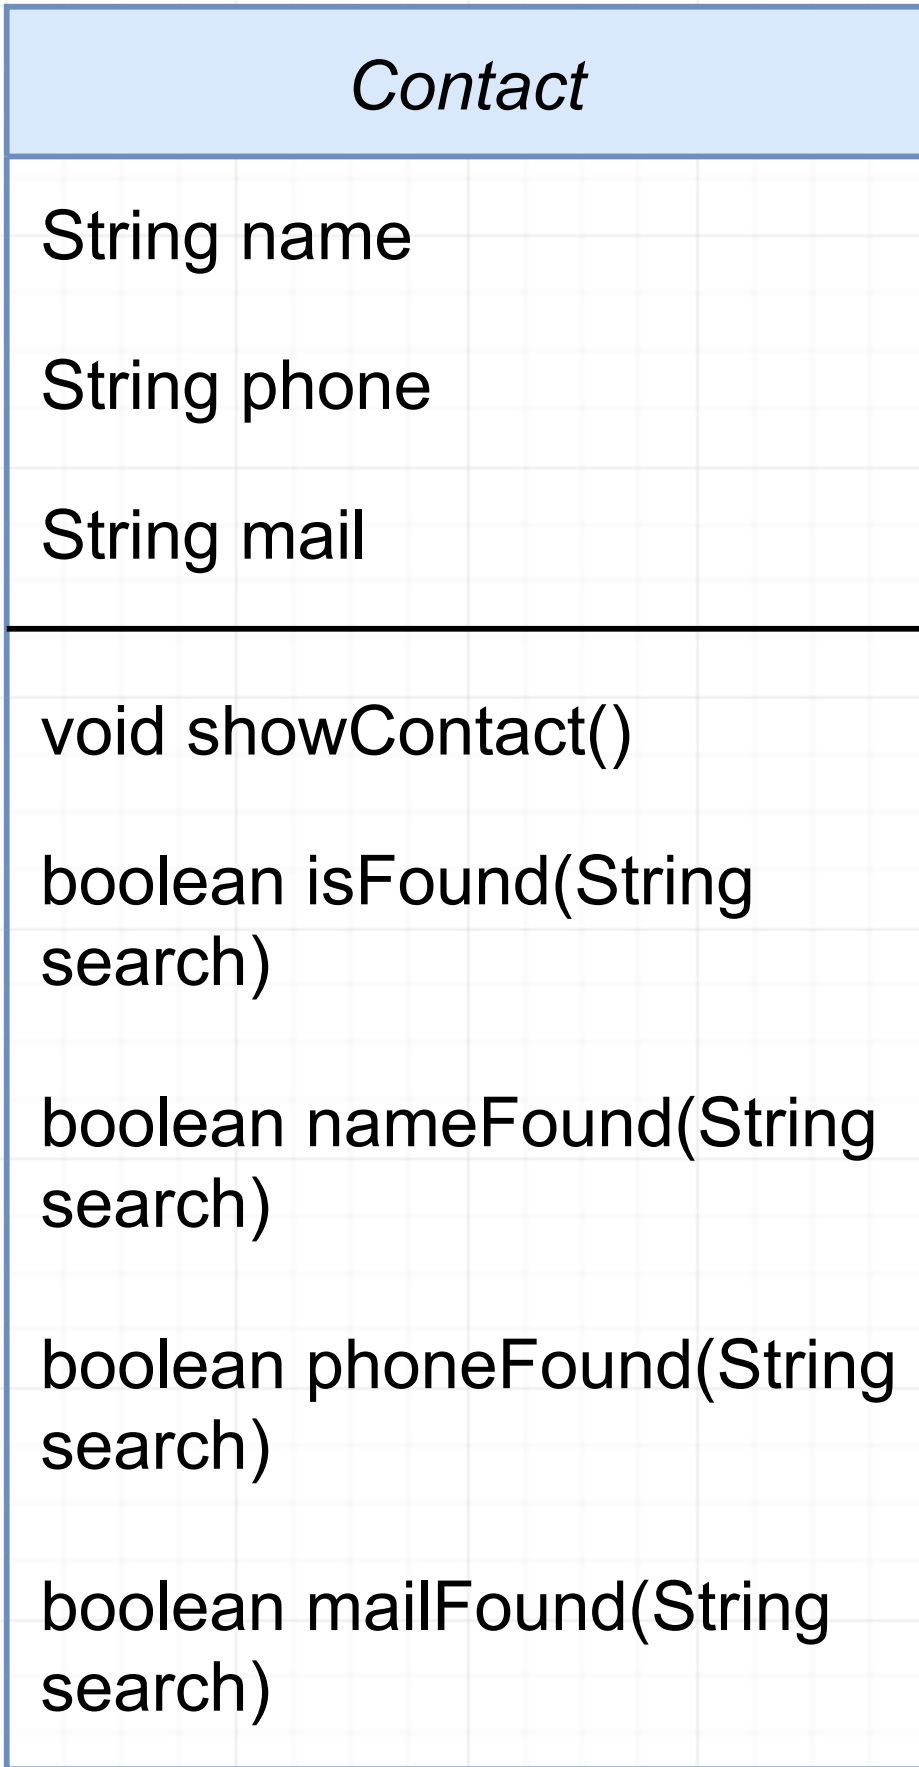 Contact
String name
String phone
String mail
void showContact()
boolean isFound(String
search)
boolean nameFound(String
search)
boolean phoneFound(String
search)
boolean mailFound(String
search)